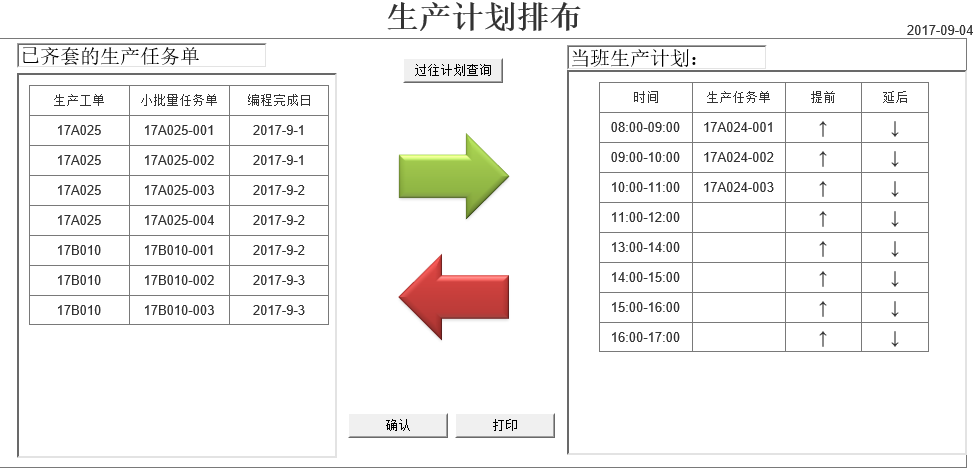 生产计划排布
2017-09-04
已齐套的生产任务单
生产工单 小批量任务单 编程完成日
17A025 17A025-001 2017-9-1
17A025 17A025-002 2017-9-1
17A025 17A025-003 2017-9-2
17A025 17A025-004 2017-9-2
17B010 17B010-001 2017-9-2
17B010 17B010-002 2017-9-3
17B010 17B010-003 2017-9-3
过往计划查询
确认 打印
当班生产计划：
时间 生产任务单 提前 延后
08:00-09:00 17A024-001 ↑ ↓
09:00-10:00 17A024-002 ↑ ↓
10:00-11:00 17A024-003 ↑ ↓
11:00-12:00 ↑ ↓
13:00-14:00 ↑ ↓
14:00-15:00 ↑ ↓
15:00-16:00 ↑ ↓
16:00-17:00 ↑ ↓